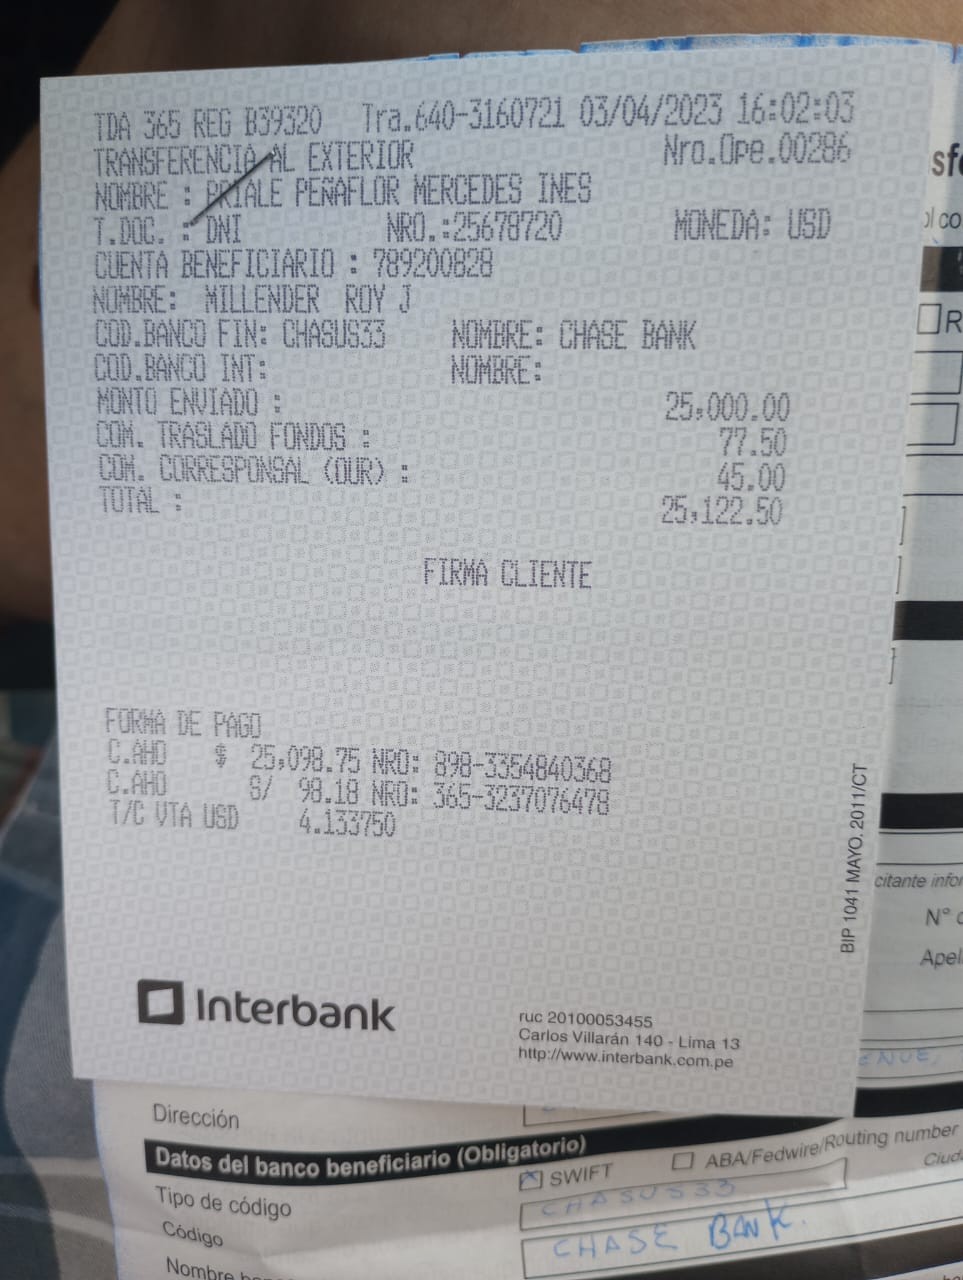 TDA 365 REG B39320 Tra.640-3160721 03/04/2023 16:02:03
TRANSFERENCIA AL EXTERIOR Nro.Ope.00286
NOMBRE : PRIALE PEÑAFLOR MERCEDES INES
T.DOC. : DNI NRO.:25678720 MONEDA: USD
CUENTA BENEFICIARIO : 789200828
NOMBRE: MILLENDER ROY J
COD.BANCO FIN: CHASUS33 NOMBRE: CHASE BANK
COD.BANCO INT: NOMBRE:
MONTO ENVIADO : 25,000.00
COM. TRASLADO FONDOS : 77.50
COM. CORRESPONSAL (OUR) : 45.00
TOTAL : 25,122.50
FIRMA CLIENTE
FORMA DE PAGO
C.AHO $ 25,098.75 NRO: 898-3354840368
C.AHO S/ 98.18 NRO: 365-3237076478
T/C VTA USD 4.133750
BIP 1041 MAYO. 2011/CT
Interbank
ruc 20100053455
Carlos Villarán 140 - Lima 13
http://www.interbank.com.pe
citante
N°
Dirección
Datos del banco beneficiario (Obligatorio)
Tipo de código SWIFT ABA/Fedwire/Routing number
Código CHASUS33
Nombre CHASE BANK